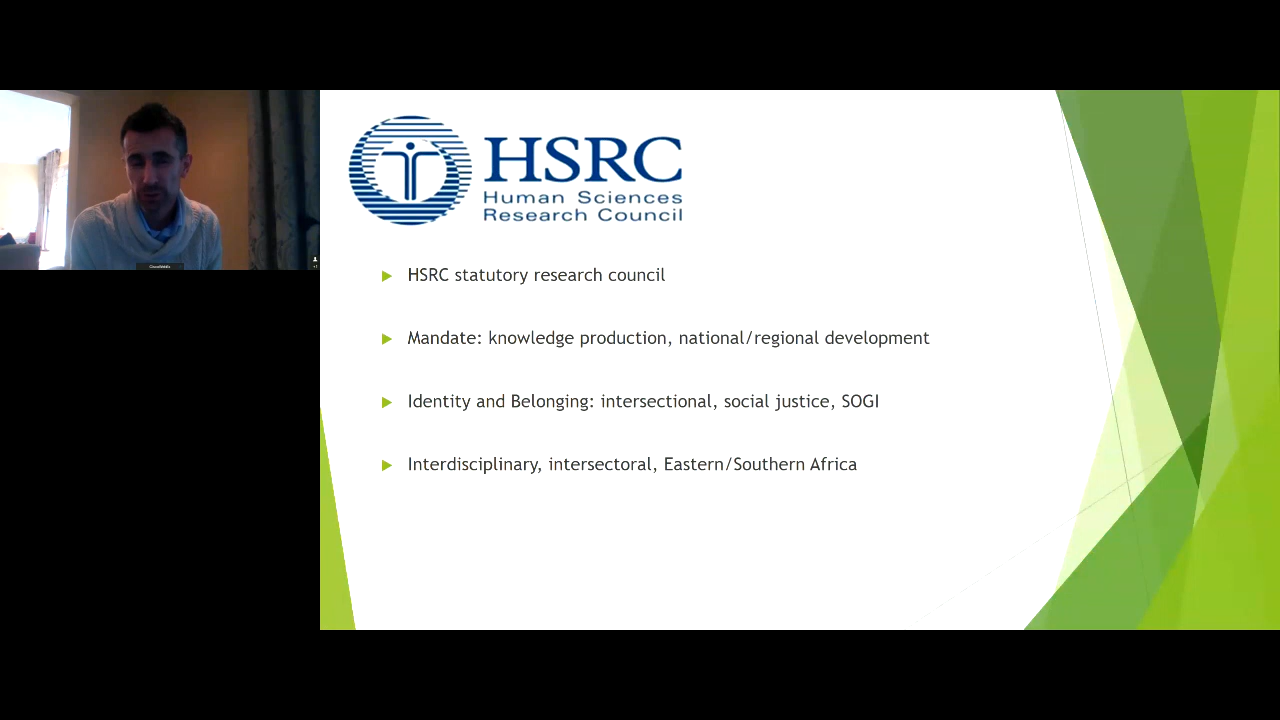 HSRC
Human Sciences
Research Council
HSRC statutory research council
Mandate: knowledge production, national/regional development
Identity and Belonging: intersectional, social justice, SOGI
Interdisciplinary, intersectoral, Eastern/Southern Africa